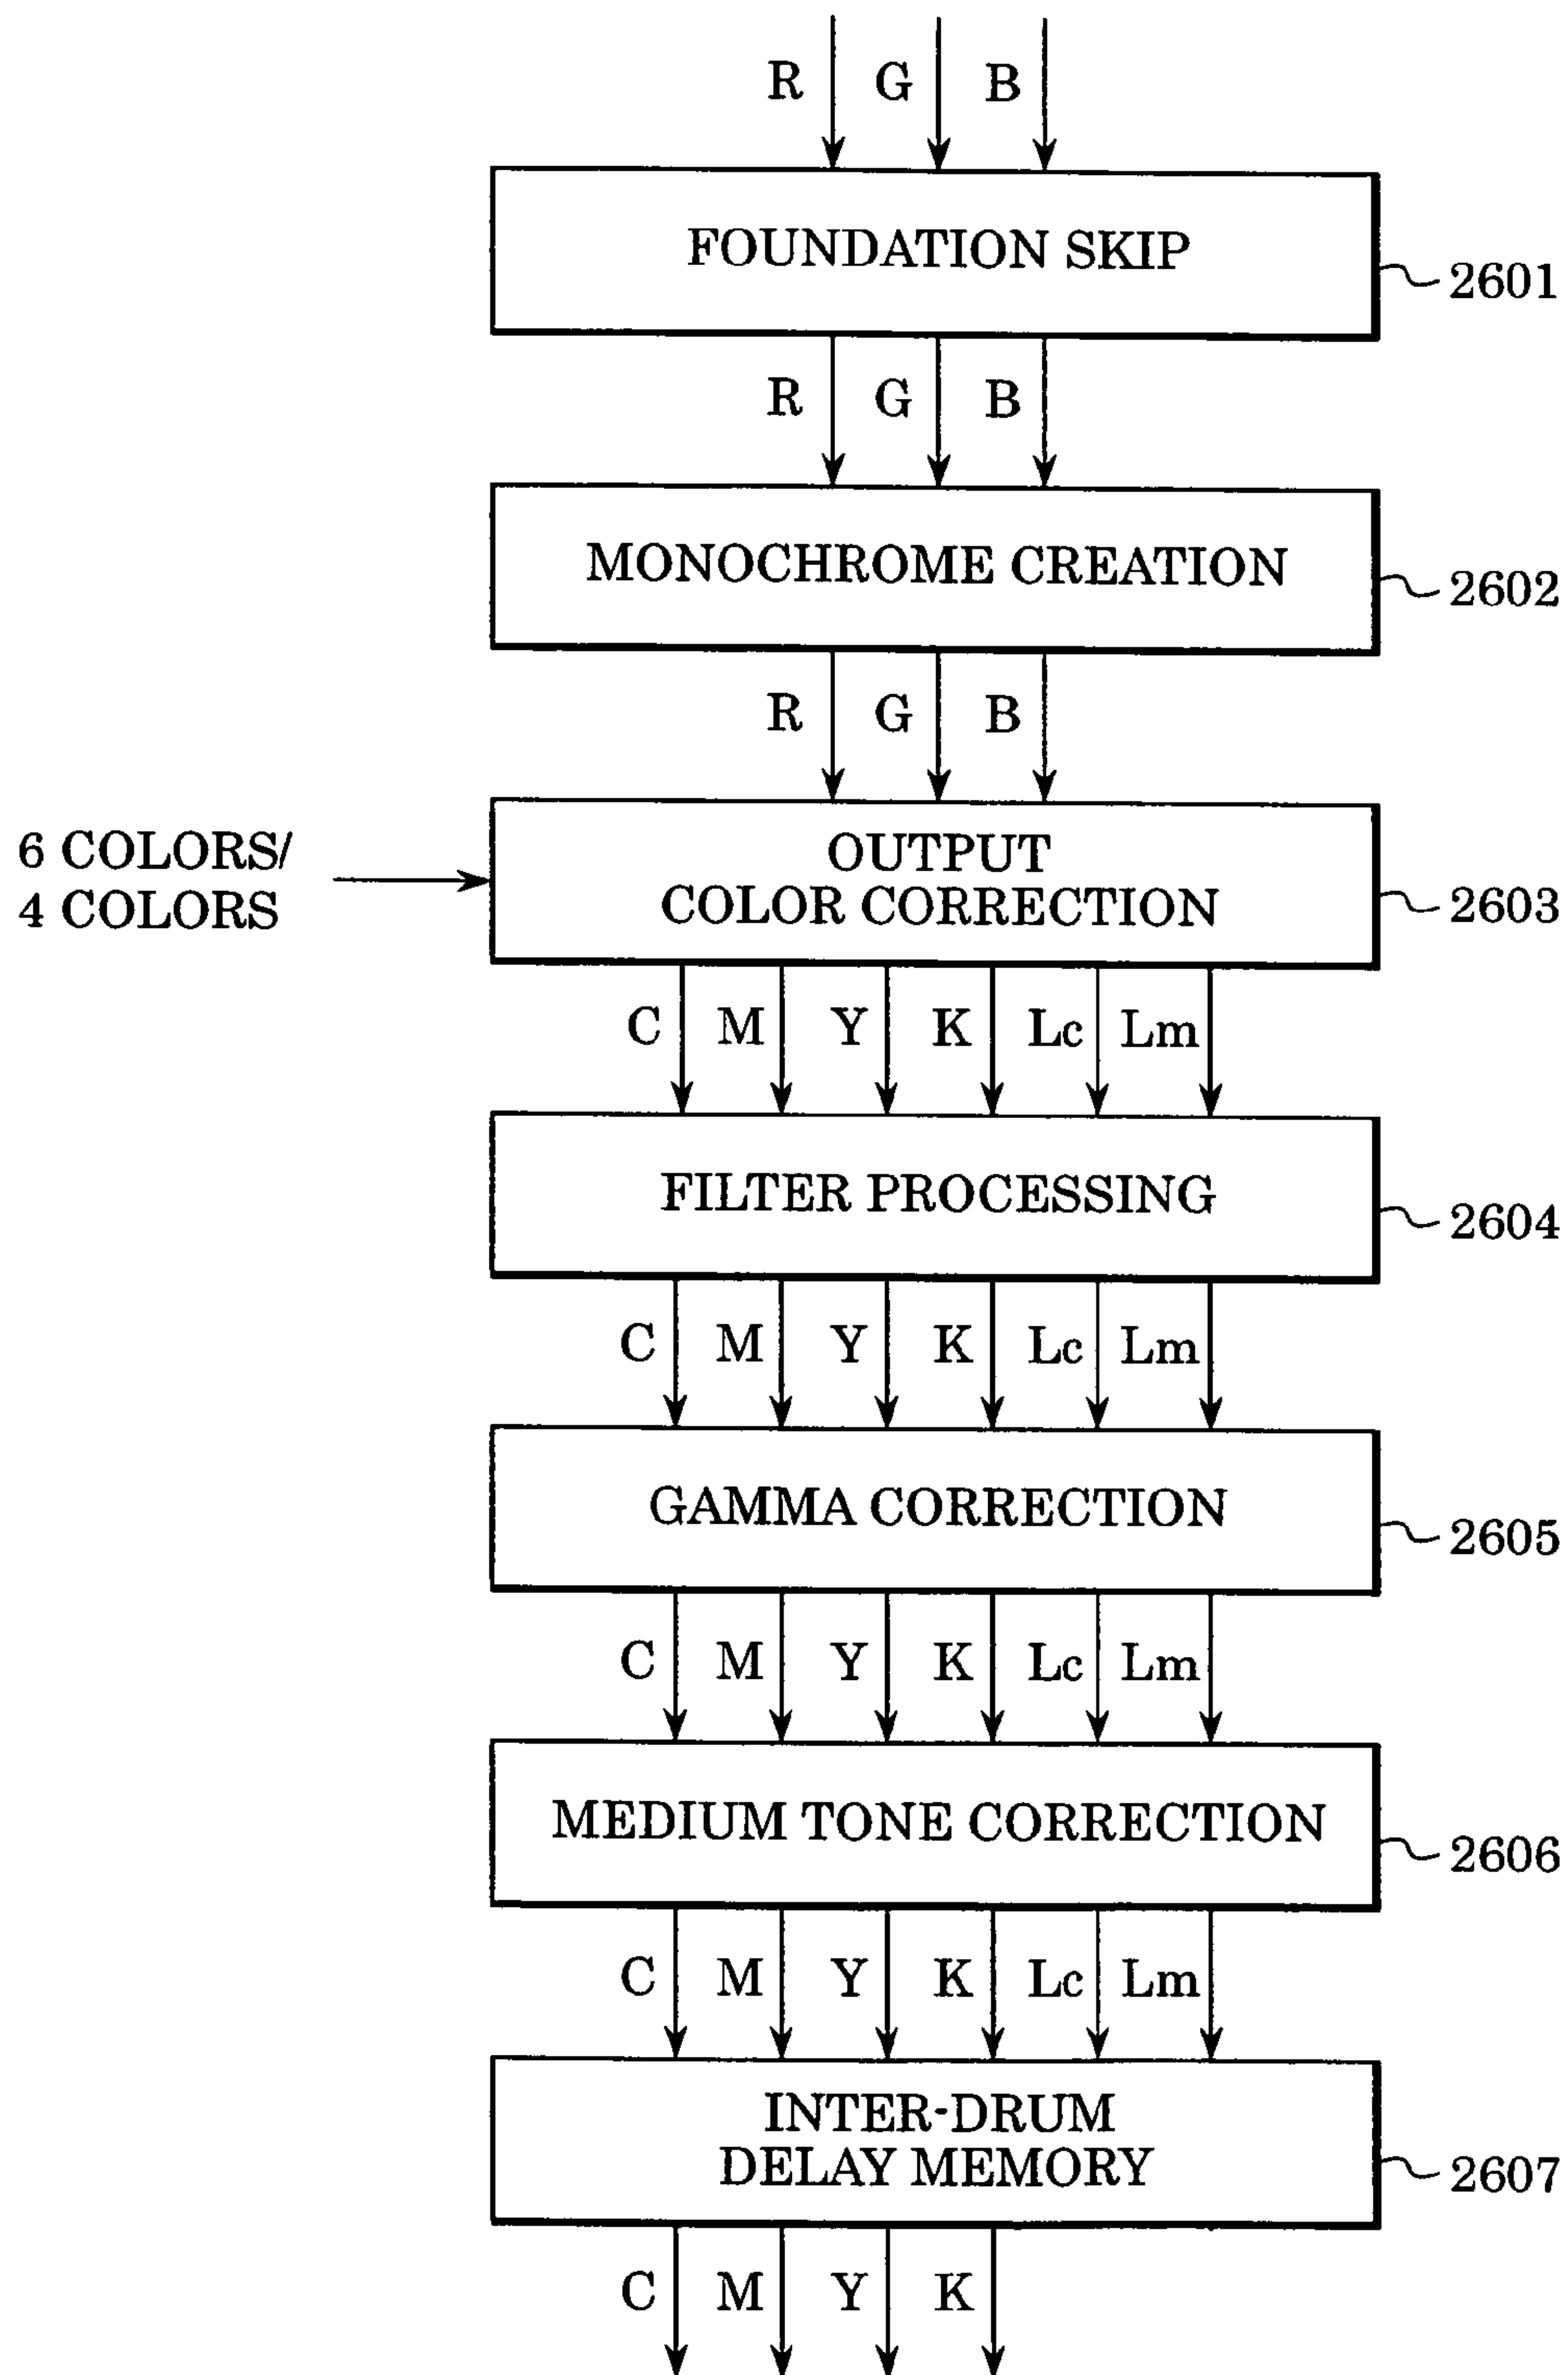 R G B
FOUNDATION SKIP
2601
R G B
MONOCHROME CREATION
2602
R G B
6 COLORS/
4 COLORS
OUTPUT
COLOR CORRECTION
2603
C M Y K Lc Lm
FILTER PROCESSING
2604
C M Y K Lc Lm
GAMMA CORRECTION
2605
C M Y K Lc Lm
MEDIUM TONE CORRECTION
2606
C M Y K Lc Lm
INTER-DRUM
DELAY MEMORY
2607
C M Y K